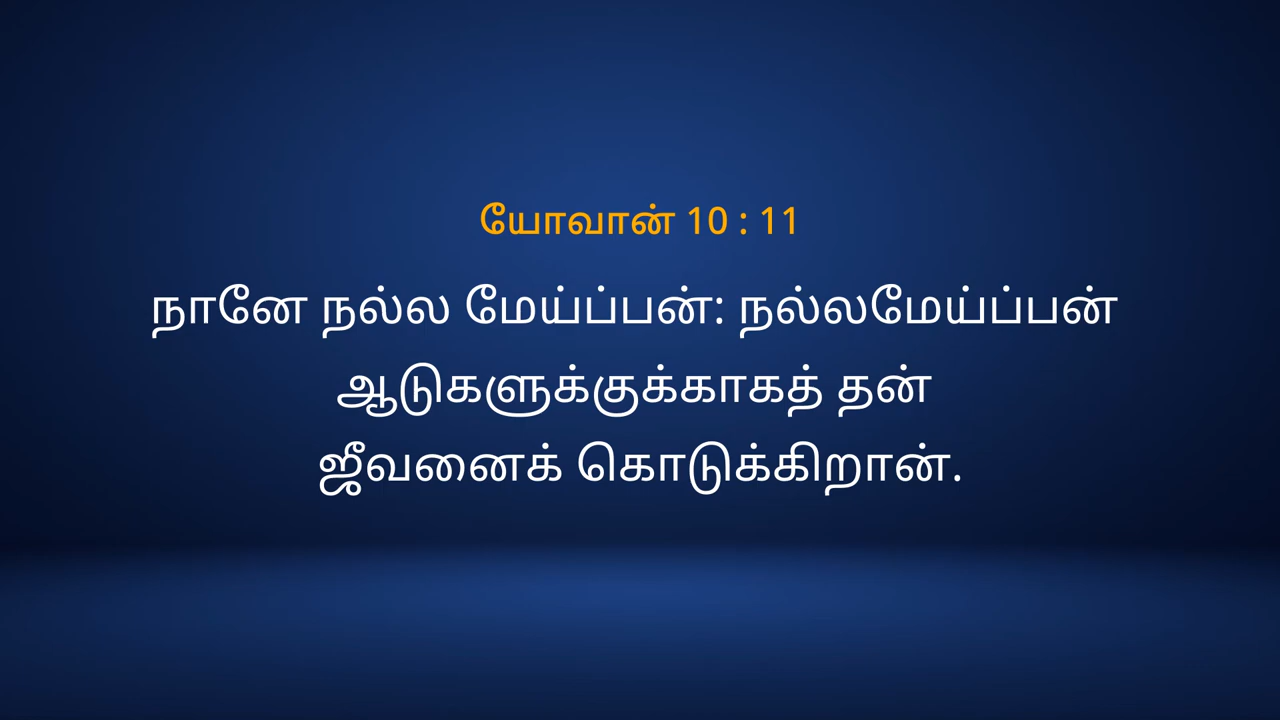 யோவான் 10 : 11
நானே நல்ல மேய்ப்பன்: நல்லமேய்ப்பன்
ஆடுகளுக்குக்காகத் தன்
ஜீவனைக் கொடுக்கிறான்.